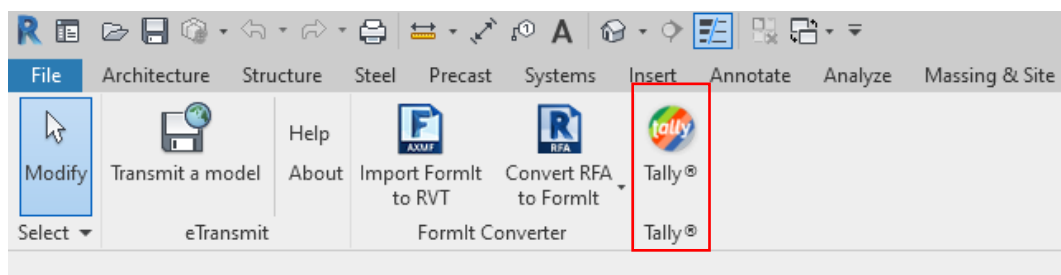 File Architecture Structure Steel Precast Systems Insert Annotate Analyze Massing & Site
AXMF
RFA
tally
Help
Modify
Transmit a model
About
Import FormIt
to RVT
Convert RFA
to FormIt
Tally®
Select
eTransmit
FormIt Converter
Tally®